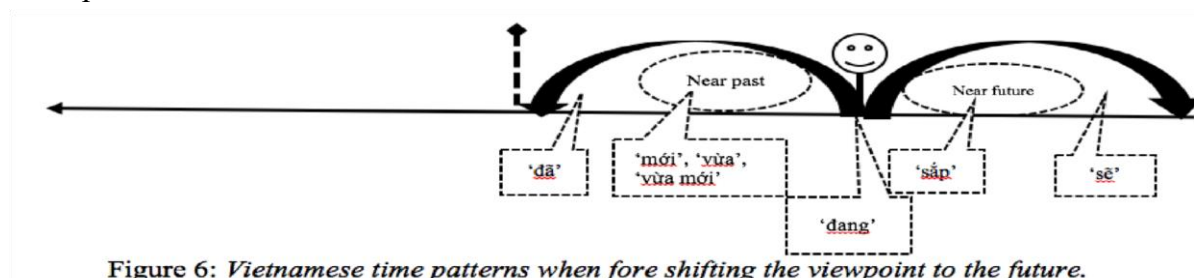 Near past
Near future
'đã'
'mới', 'vừa',
'vừa mới'
'sắp'
'sẽ'
'đang'
Figure 6: Vietnamese time patterns when fore shifting the viewpoint to the future.